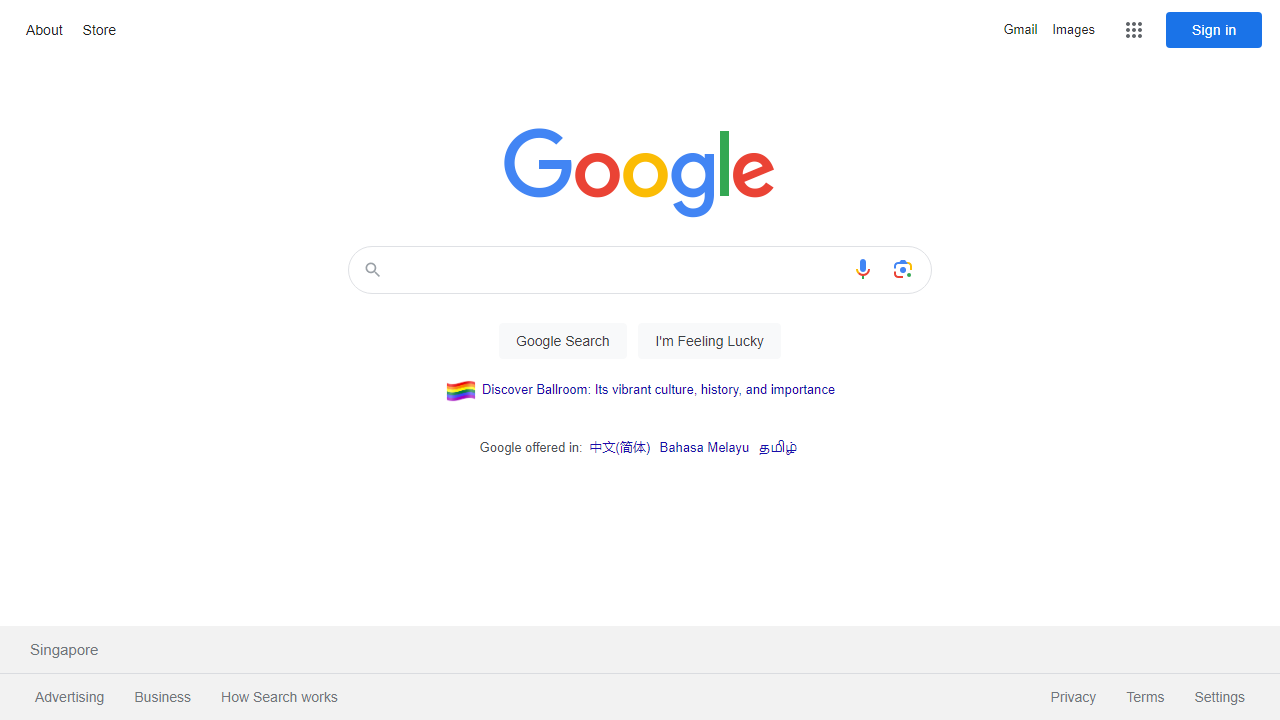 About Store Gmail Images Sign in
Google
Google Search I'm Feeling Lucky
Discover Ballroom: Its vibrant culture, history, and importance
Google offered in: 中文(简体) Bahasa Melayu தமிழ்
Singapore
Advertising Business How Search works Privacy Terms Settings